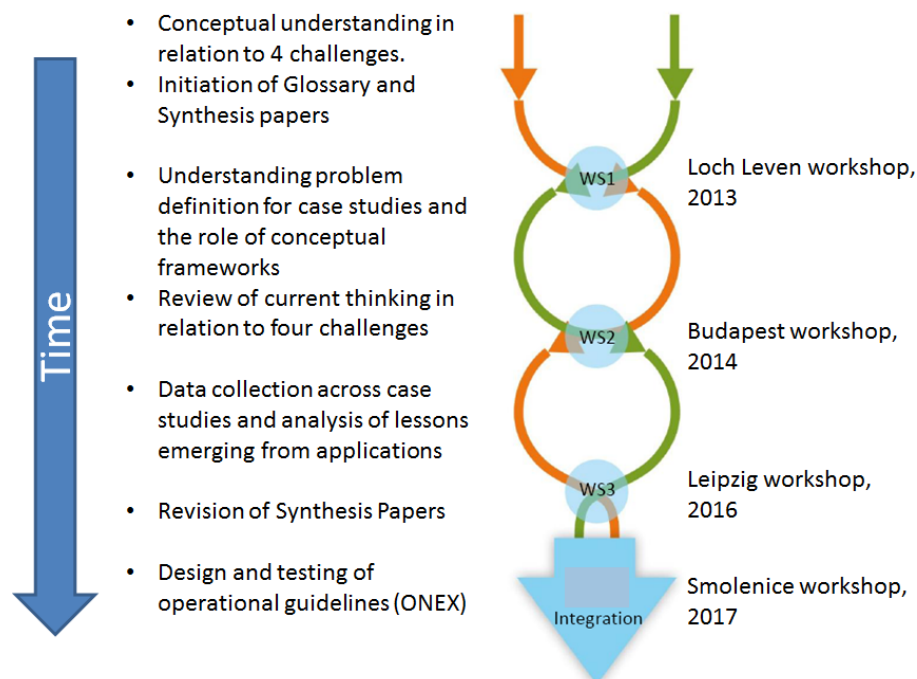 Time
• Conceptual understanding in
relation to 4 challenges.
• Initiation of Glossary and
Synthesis papers
• Understanding problem
definition for case studies and
the role of conceptual
frameworks
• Review of current thinking in
relation to four challenges
• Data collection across case
studies and analysis of lessons
emerging from applications
• Revision of Synthesis Papers
• Design and testing of
operational guidelines (ONEX)
WS1
Loch Leven workshop,
2013
WS2
Budapest workshop,
2014
WS3
Leipzig workshop,
2016
Integration
Smolenice workshop,
2017